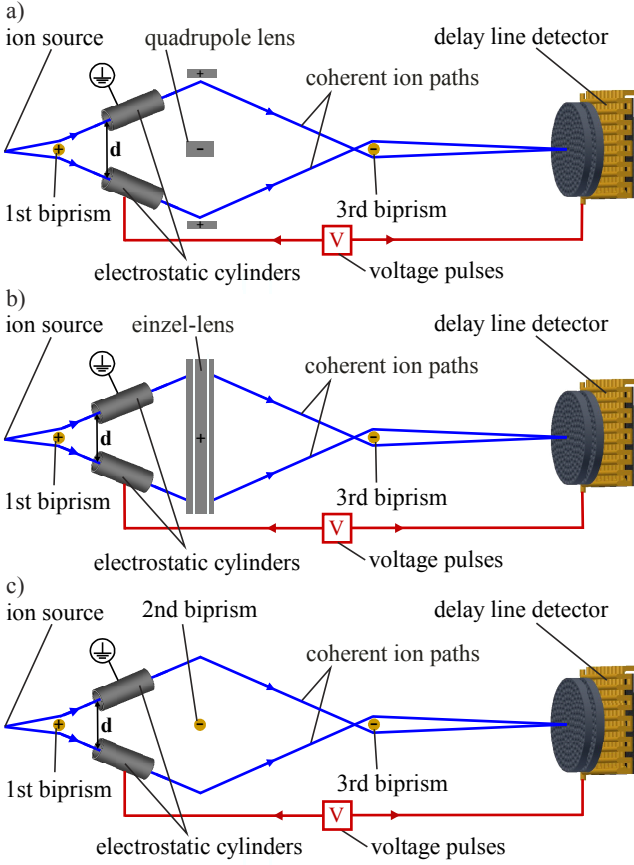 a)
ion source
quadrupole lens
delay line detector
+
coherent ion paths
+
d
-
-
1st biprism
3rd biprism
+
V
electrostatic cylinders
voltage pulses
b)
ion source
einzel-lens
delay line detector
coherent ion paths
+
d
+
-
1st biprism
3rd biprism
V
electrostatic cylinders
voltage pulses
c)
ion source
2nd biprism
delay line detector
coherent ion paths
+
d
-
-
1st biprism
3rd biprism
V
electrostatic cylinders
voltage pulses